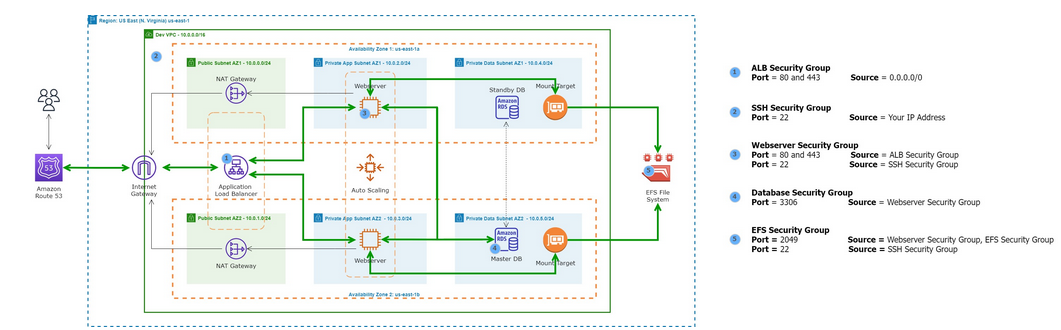 Region: US East (N. Virginia) us-east-1
Dev VPC - 10.0.0.0/16
2
Availability Zone 1: us-east-1a
Public Subnet AZ1 - 10.0.0.0/24
Private App Subnet AZ1 - 10.0.2.0/24
Private Data Subnet AZ1 - 10.0.4.0/24
NAT Gateway
Webserver
3
Standby DB
Amazon
RDS
Mount Target
53
Amazon
Route 53
Internet
Gateway
1
Application
Load Balancer
Auto Scaling
5
EFS File
System
Public Subnet AZ2 - 10.0.1.0/24
Private App Subnet AZ2 - 10.0.3.0/24
Private Data Subnet AZ2 - 10.0.5.0/24
NAT Gateway
Webserver
Amazon
RDS
4
Master DB
Mount Target
Availability Zone 2: us-east-1b
1
ALB Security Group
Port = 80 and 443 Source = 0.0.0.0/0
2
SSH Security Group
Port = 22 Source = Your IP Address
3
Webserver Security Group
Port = 80 and 443 Source = ALB Security Group
Port = 22 Source = SSH Security Group
4
Database Security Group
Port = 3306 Source = Webserver Security Group
5
EFS Security Group
Port = 2049 Source = Webserver Security Group, EFS Security Group
Port = 22 Source = SSH Security Group